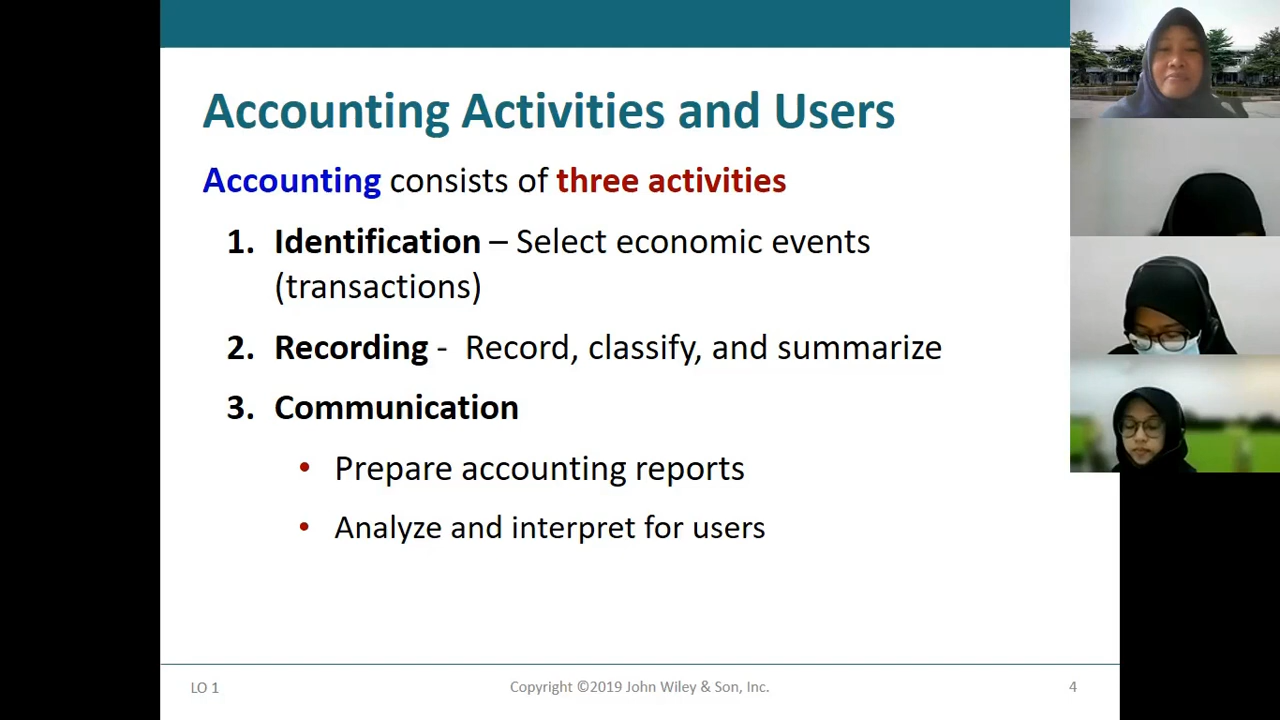 Accounting Activities and Users
Accounting consists of three activities
1. Identification – Select economic events
(transactions)
2. Recording - Record, classify, and summarize
3. Communication
• Prepare accounting reports
• Analyze and interpret for users
LO 1
Copyright ©2019 John Wiley & Son, Inc.
4